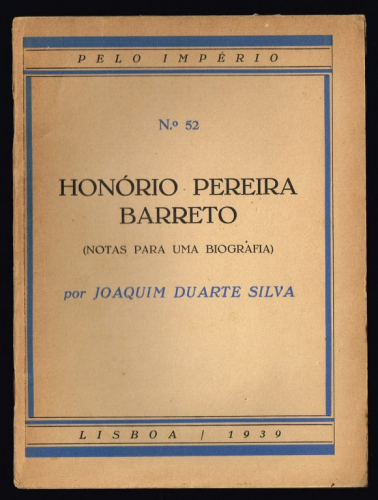 PELO IMPÉRIO
N.º 52
HONÓRIO PEREIRA
BARRETO
(NOTAS PARA UMA BIOGRAFIA)
por JOAQUIM DUARTE SILVA
LISBOA / 1939